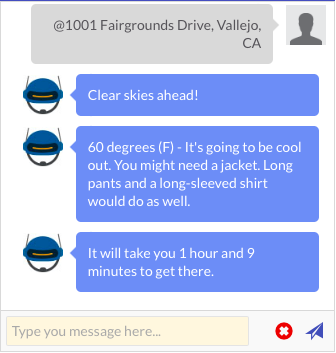 @1001 Fairgrounds Drive, Vallejo,
CA
Clear skies ahead!
60 degrees (F) - It's going to be cool
out. You might need a jacket. Long
pants and a long-sleeved shirt
would do as well.
It will take you 1 hour and 9
minutes to get there.
Type you message here...